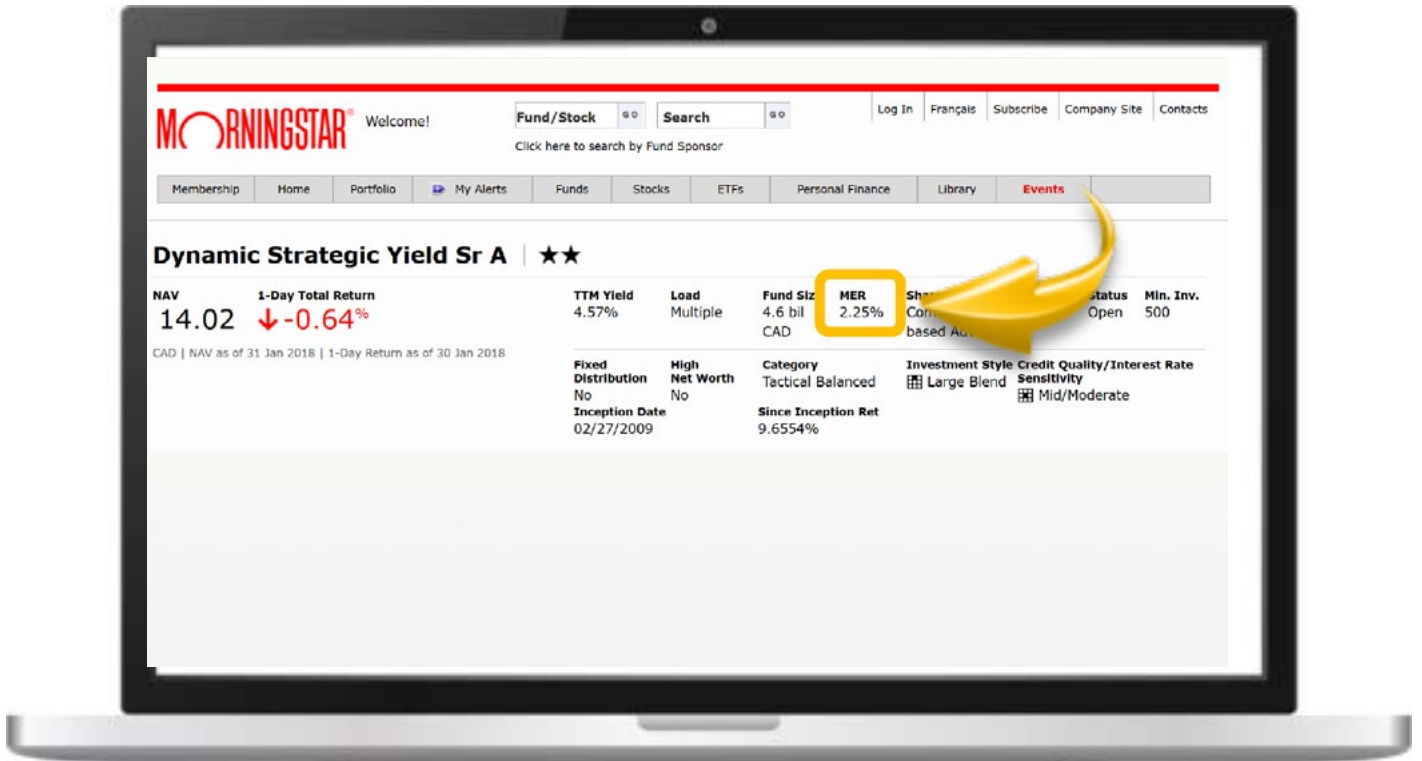 MORNINGSTAR® Welcome!
Fund/Stock GO Search GO
Click here to search by Fund Sponsor
Log In Français Subscribe Company Site Contacts
Membership Home Portfolio My Alerts Funds Stocks ETFs Personal Finance Library Events
Dynamic Strategic Yield Sr A ★★
NAV 1-Day Total Return
14.02 -0.64%
CAD | NAV as of 31 Jan 2018 | 1-Day Return as of 30 Jan 2018
TTM Yield Load Fund Siz MER Status Min. Inv.
4.57% Multiple 4.6 bil 2.25% Open 500
CAD based
Fixed High Category Investment Style Credit Quality/Interest Rate
Distribution Net Worth Tactical Balanced Large Blend Sensitivity
No No Mid/Moderate
Inception Date Since Inception Ret
02/27/2009 9.6554%